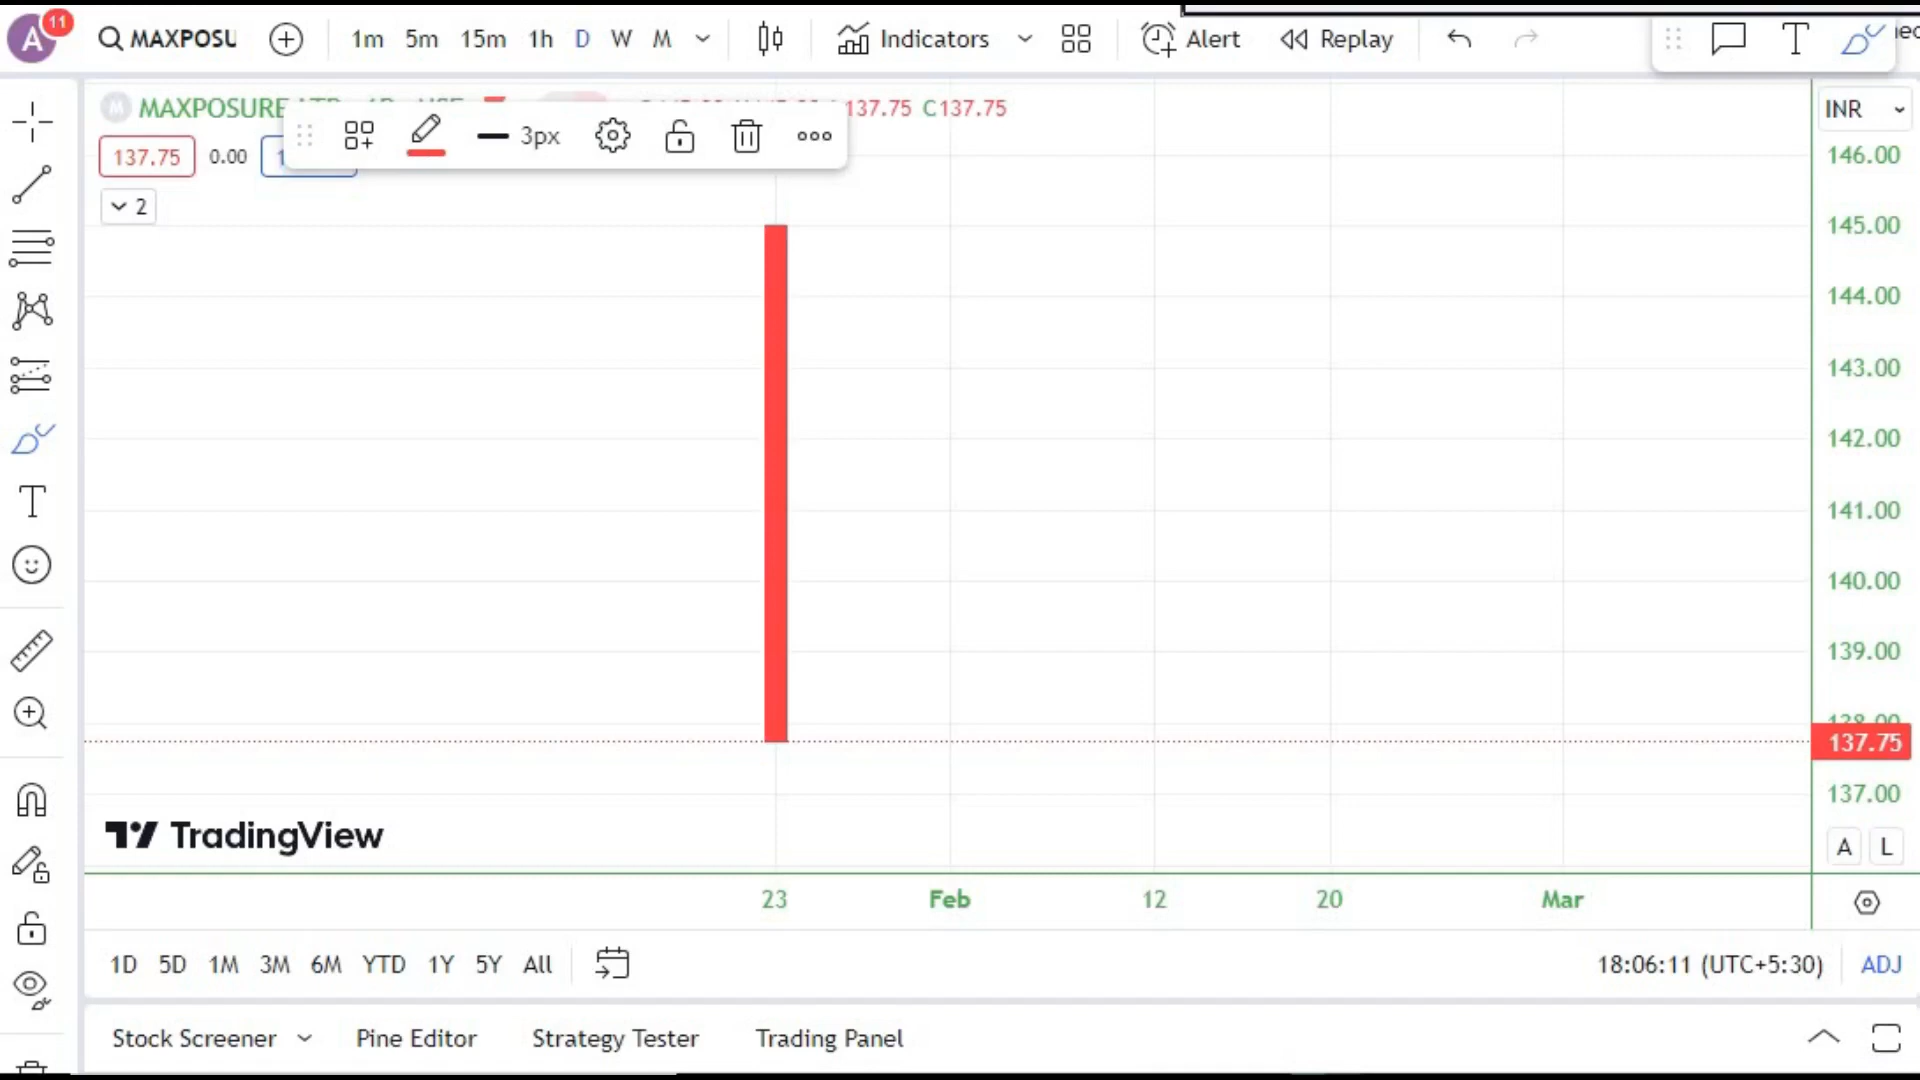 A 11 MAXPOSU 1m 5m 15m 1h D W M Indicators Alert Replay T
M MAXPOSURE 137.75 C137.75
INR
3px
137.75 0.00
2
146.00
145.00
144.00
143.00
142.00
141.00
140.00
139.00
138.00
137.75
137.00
TradingView
A L
23 Feb 12 20 Mar
1D 5D 1M 3M 6M YTD 1Y 5Y All 18:06:11 (UTC+5:30) ADJ
Stock Screener Pine Editor Strategy Tester Trading Panel